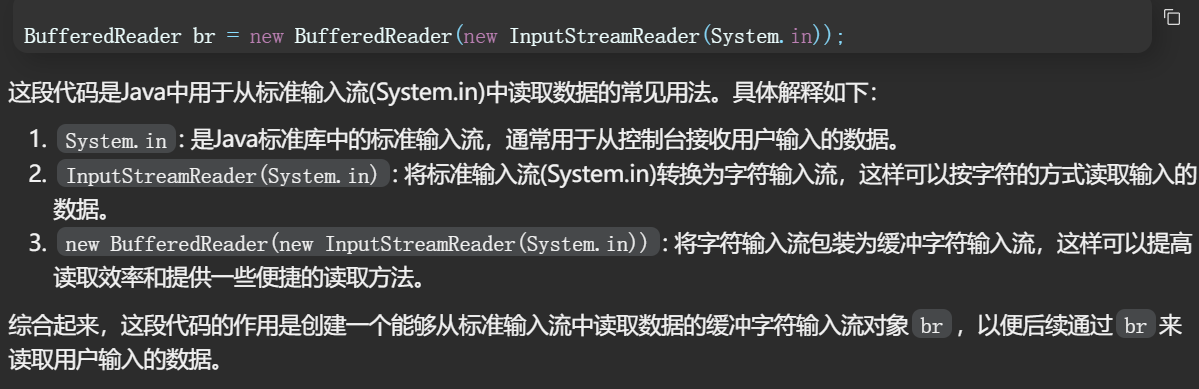 BufferedReader br = new BufferedReader(new InputStreamReader(System.in));
这段代码是Java中用于从标准输入流(System.in)中读取数据的常见用法。具体解释如下：
1. System.in：是Java标准库中的标准输入流，通常用于从控制台接收用户输入的数据。
2. InputStreamReader(System.in)：将标准输入流(System.in)转换为字符输入流，这样可以按字符的方式读取输入的
数据。
3. new BufferedReader(new InputStreamReader(System.in))：将字符输入流包装为缓冲字符输入流，这样可以提高
读取效率和提供一些便捷的读取方法。
综合起来，这段代码的作用是创建一个能够从标准输入流中读取数据的缓冲字符输入流对象 br ，以便后续通过 br 来
读取用户输入的数据。